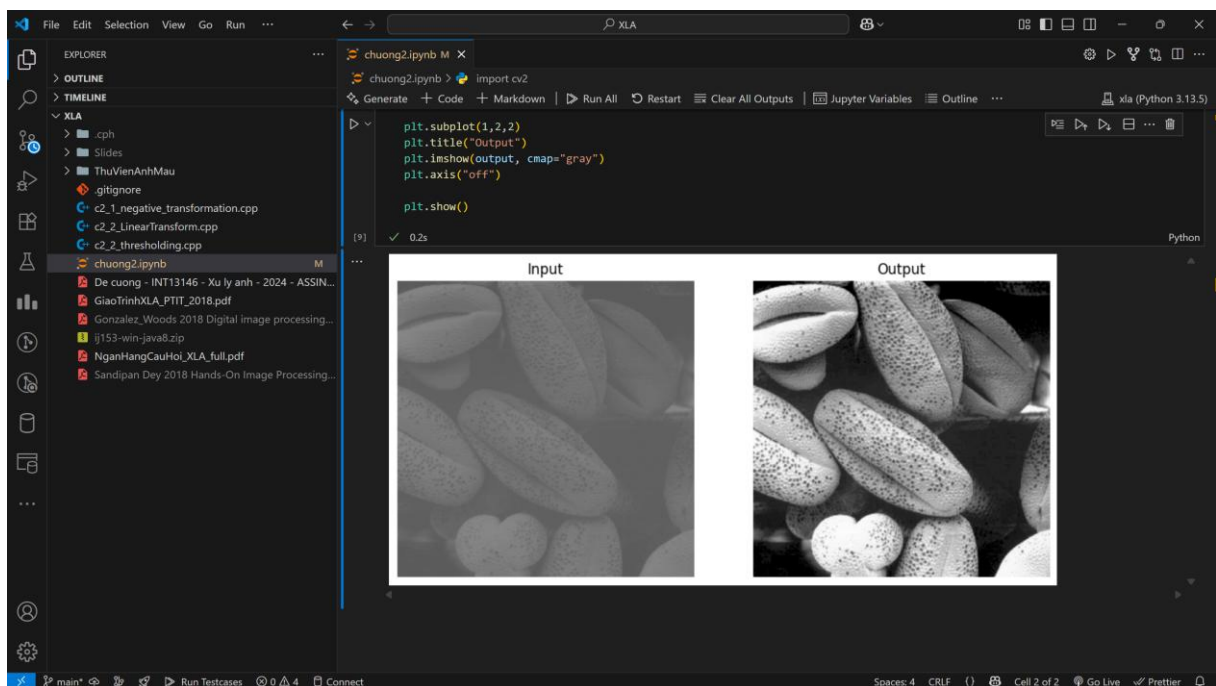 File Edit Selection View Go Run ...
XLA
EXPLORER
OUTLINE
TIMELINE
XLA
.cph
Slides
ThuVienAnhMau
.gitignore
c2_1_negative_transformation.cpp
c2_2_LinearTransform.cpp
c2_2_thresholding.cpp
chuong2.ipynb M
De cuong - INT13146 - Xu ly anh - 2024 - ASSIN...
GiaoTrinhXLA_PTIT_2018.pdf
Gonzalez_Woods 2018 Digital image processing...
ij153-win-java8.zip
NganHangCauHoi_XLA_full.pdf
Sandipan Dey 2018 Hands-On Image Processing...
chuong2.ipynb M
chuong2.ipynb > import cv2
Generate + Code + Markdown | Run All Restart Clear All Outputs | Jupyter Variables Outline ... xla (Python 3.13.5)
plt.subplot(1,2,2)
plt.title("Output")
plt.imshow(output, cmap="gray")
plt.axis("off")
plt.show()
[9] 0.2s Python
Input Output
main* Run Testcases 0 4 Connect Spaces: 4 CRLF {} Cell 2 of 2 Go Live Prettier